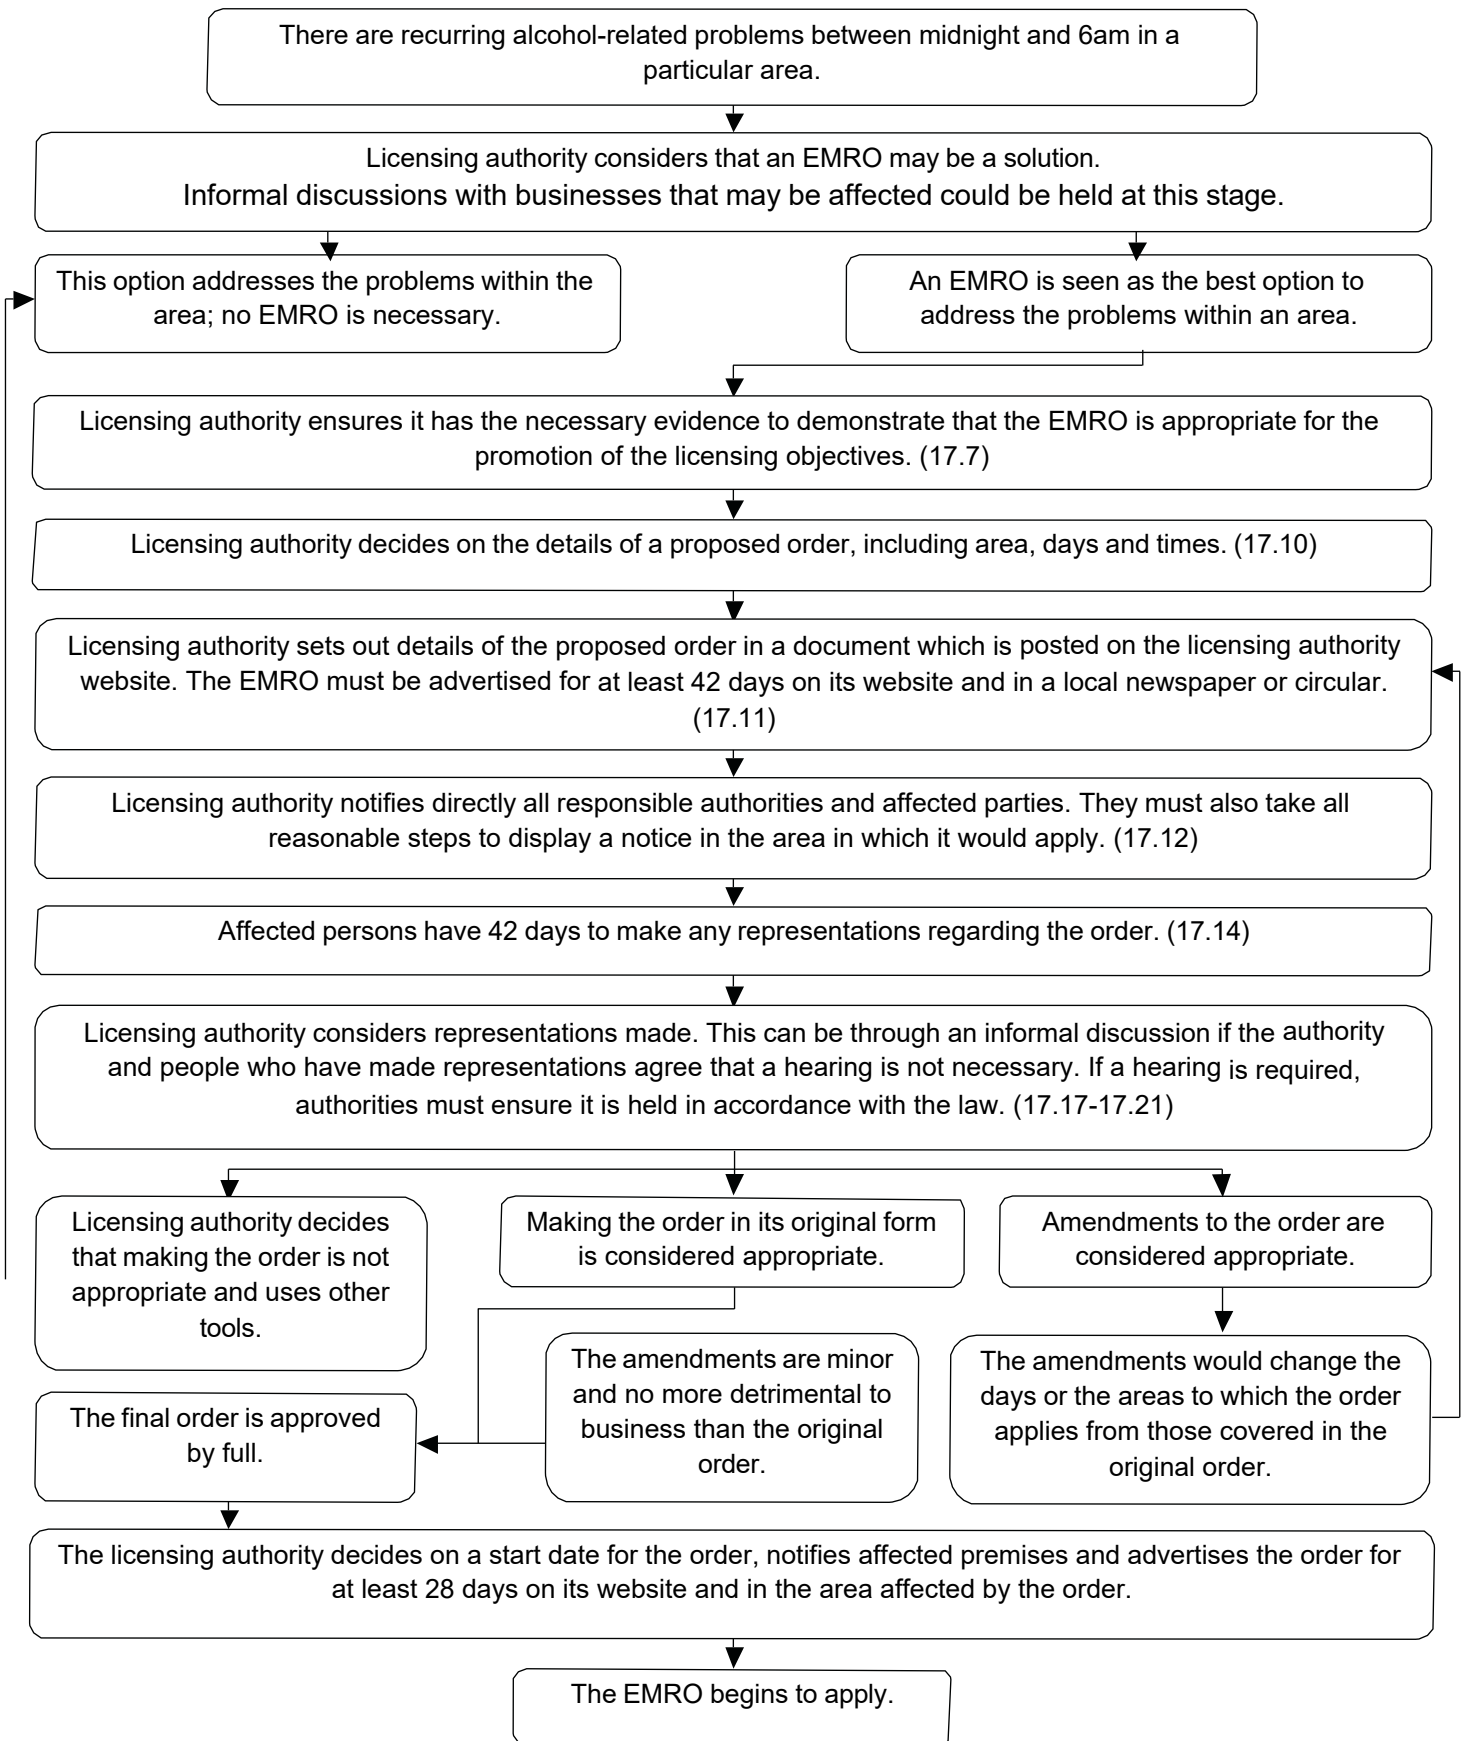 There are recurring alcohol-related problems between midnight and 6am in a
particular area.
Licensing authority considers that an EMRO may be a solution.
Informal discussions with businesses that may be affected could be held at this stage.
This option addresses the problems within the
area; no EMRO is necessary.
An EMRO is seen as the best option to
address the problems within an area.
Licensing authority ensures it has the necessary evidence to demonstrate that the EMRO is appropriate for the
promotion of the licensing objectives. (17.7)
Licensing authority decides on the details of a proposed order, including area, days and times. (17.10)
Licensing authority sets out details of the proposed order in a document which is posted on the licensing authority
website. The EMRO must be advertised for at least 42 days on its website and in a local newspaper or circular.
(17.11)
Licensing authority notifies directly all responsible authorities and affected parties. They must also take all
reasonable steps to display a notice in the area in which it would apply. (17.12)
Affected persons have 42 days to make any representations regarding the order. (17.14)
Licensing authority considers representations made. This can be through an informal discussion if the authority
and people who have made representations agree that a hearing is not necessary. If a hearing is required,
authorities must ensure it is held in accordance with the law. (17.17-17.21)
Licensing authority decides
that making the order is not
appropriate and uses other
tools.
Making the order in its original form
is considered appropriate.
Amendments to the order are
considered appropriate.
The amendments are minor
and no more detrimental to
business than the original
order.
The amendments would change the
days or the areas to which the order
applies from those covered in the
original order.
The final order is approved
by full.
The licensing authority decides on a start date for the order, notifies affected premises and advertises the order for
at least 28 days on its website and in the area affected by the order.
The EMRO begins to apply.